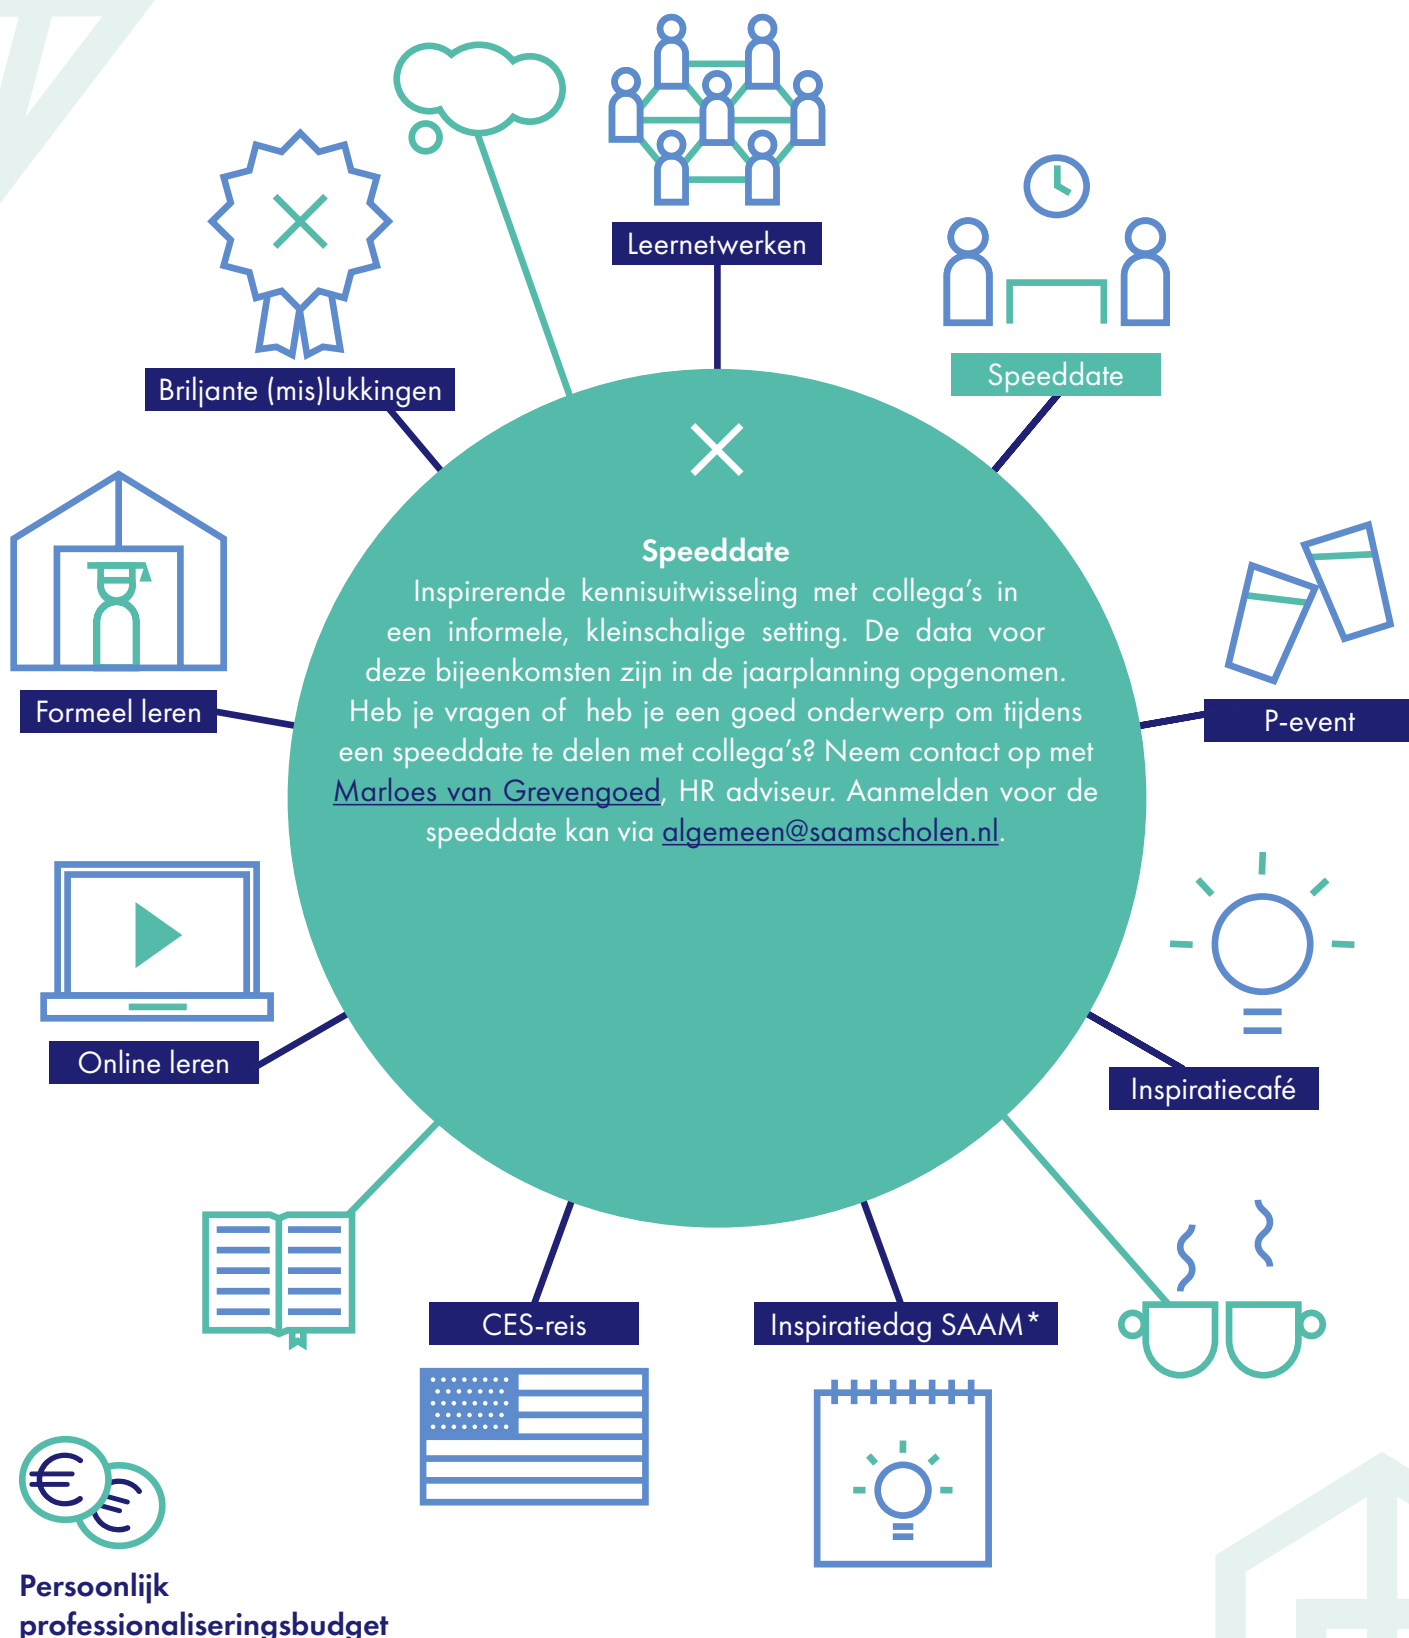 Leernetwerken
Speeddate
Briljante (mis)lukkingen
Speeddate
Inspirerende kennisuitwisseling met collega's in
een informele, kleinschalige setting. De data voor
deze bijeenkomsten zijn in de jaarplanning opgenomen.
Heb je vragen of heb je een goed onderwerp om tijdens
een speeddate te delen met collega's? Neem contact op met
Marloes van Grevengoed, HR adviseur. Aanmelden voor de
speeddate kan via algemeen@saamscholen.nl.
Formeel leren
P-event
Online leren
Inspiratiecafé
CES-reis
Inspiratiedag SAAM*
Persoonlijk
professionaliseringsbudget